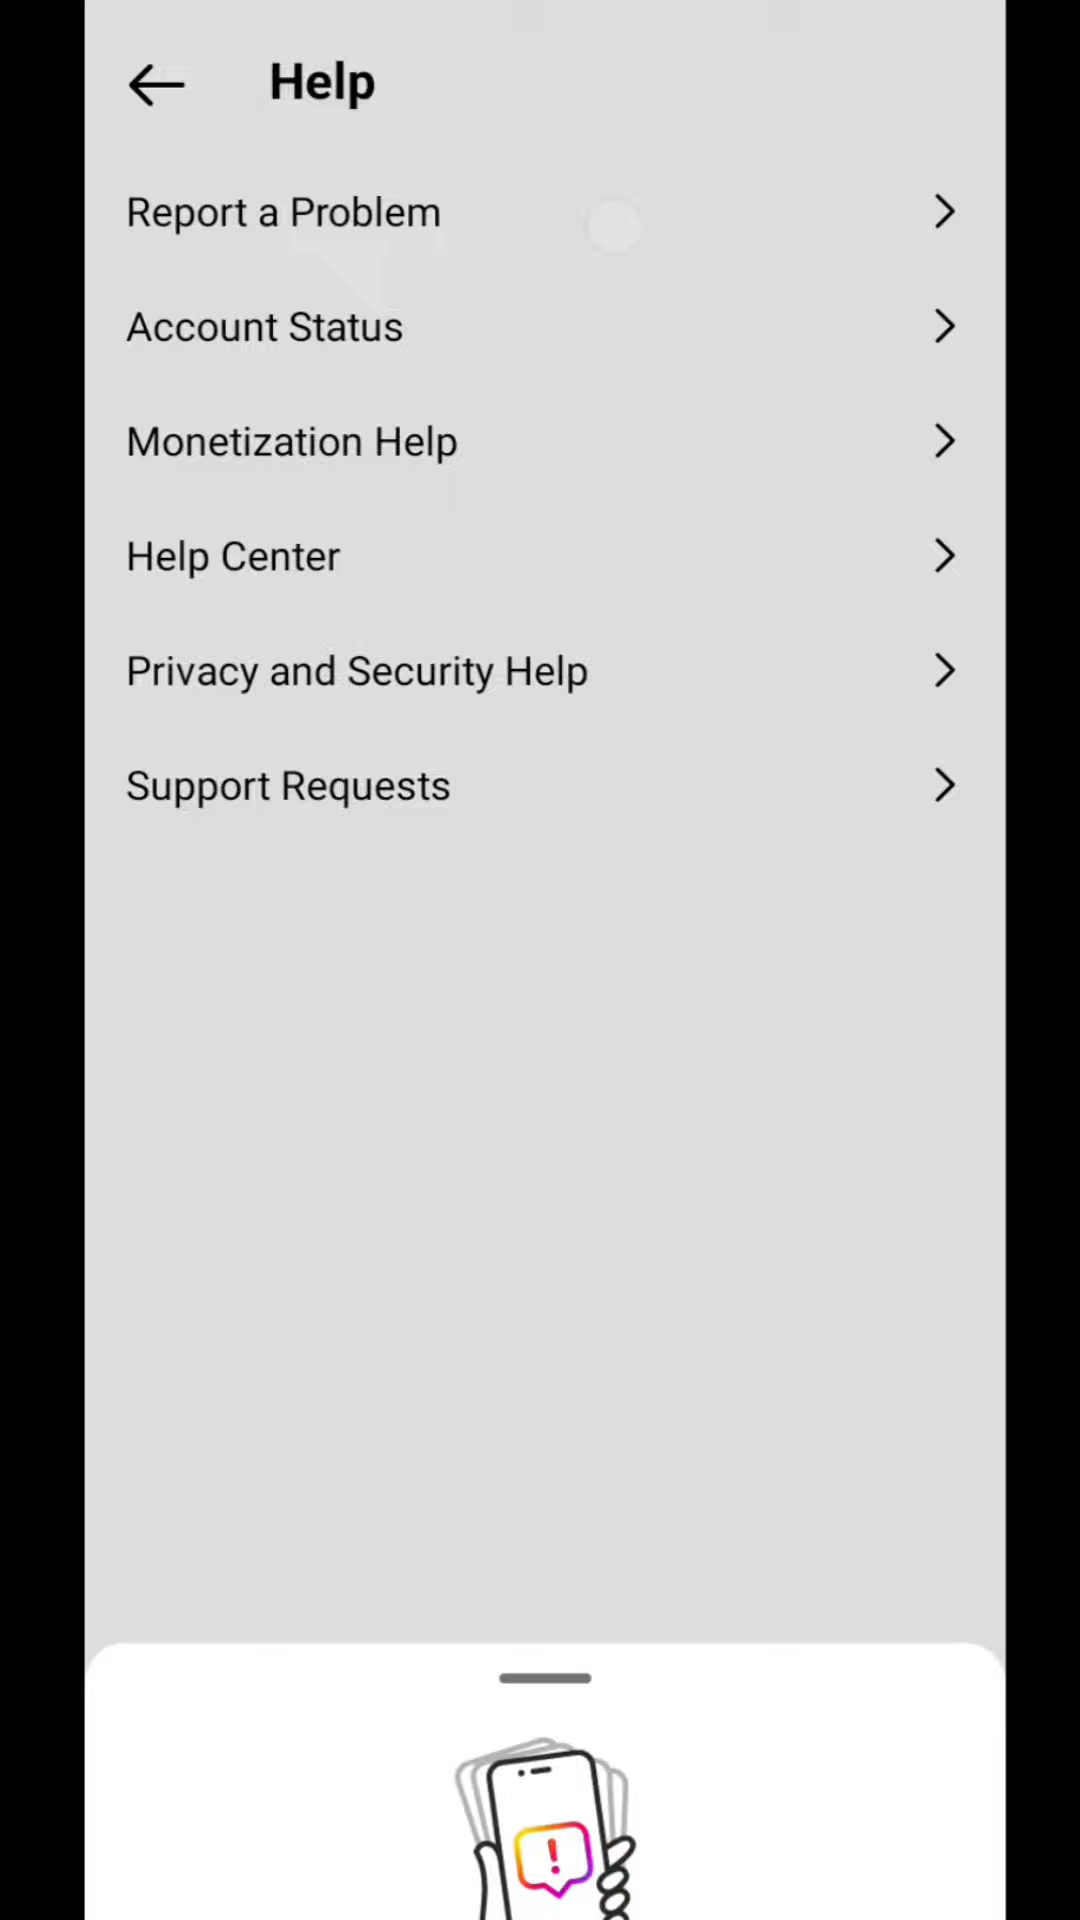 Help
Report a Problem
Account Status
Monetization Help
Help Center
Privacy and Security Help
Support Requests